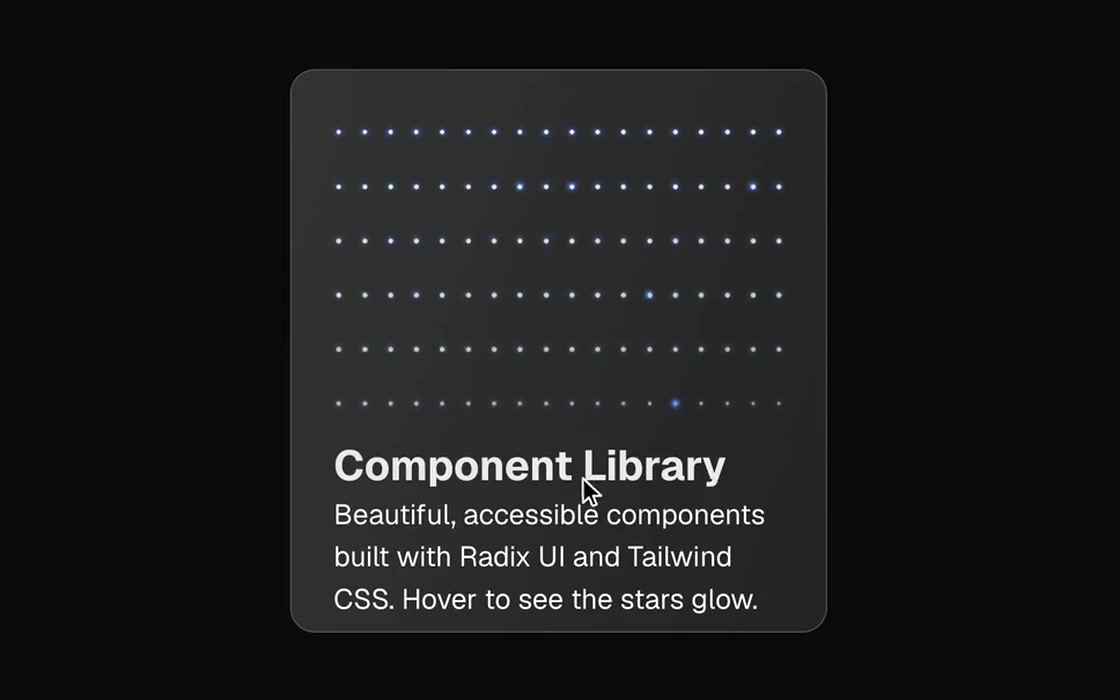 Component Library
Beautiful, accessible components
built with Radix UI and Tailwind
CSS. Hover to see the stars glow.